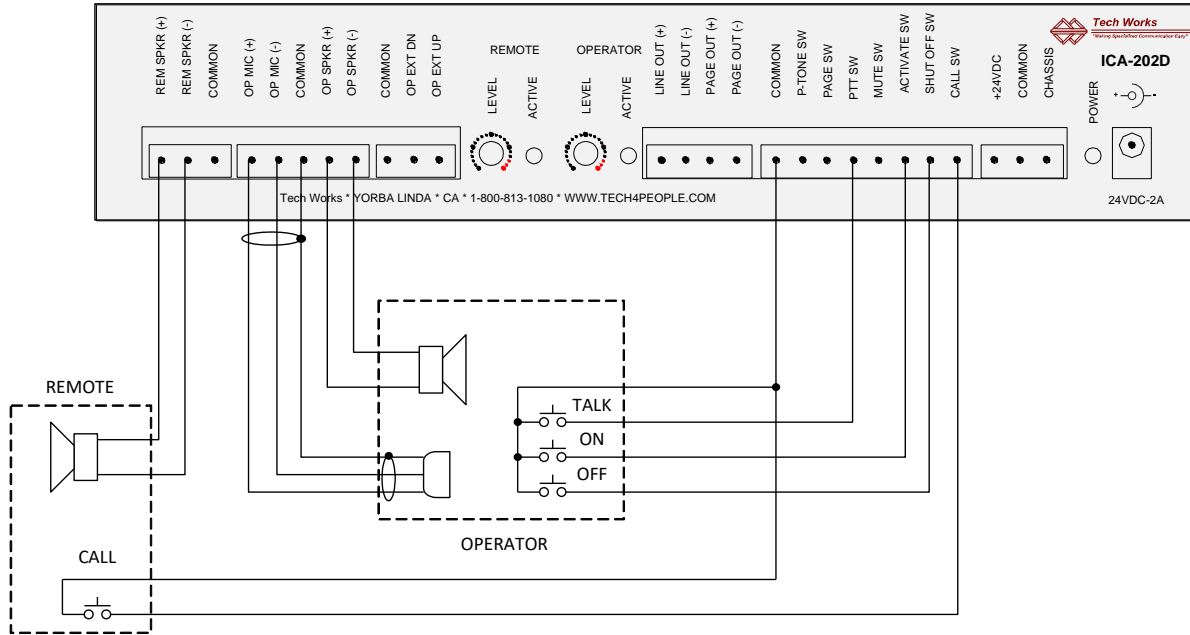 REM SPKR (+)
REM SPKR (-)
COMMON
OP MIC (+)
OP MIC (-)
COMMON
OP SPKR (+)
OP SPKR (-)
COMMON
OP EXT DN
OP EXT UP
REMOTE
LEVEL
ACTIVE
OPERATOR
LEVEL
ACTIVE
LINE OUT (+)
LINE OUT (-)
PAGE OUT (+)
PAGE OUT (-)
COMMON
P-TONE SW
PAGE SW
PTT SW
MUTE SW
ACTIVATE SW
SHUT OFF SW
CALL SW
+24VDC
COMMON
CHASSIS
POWER
Tech Works
"Making Specialized Communication Easy"
ICA-202D
+ -
24VDC-2A
Tech Works * YORBA LINDA * CA * 1-800-813-1080 * WWW.TECH4PEOPLE.COM
REMOTE
TALK
ON
OFF
OPERATOR
CALL